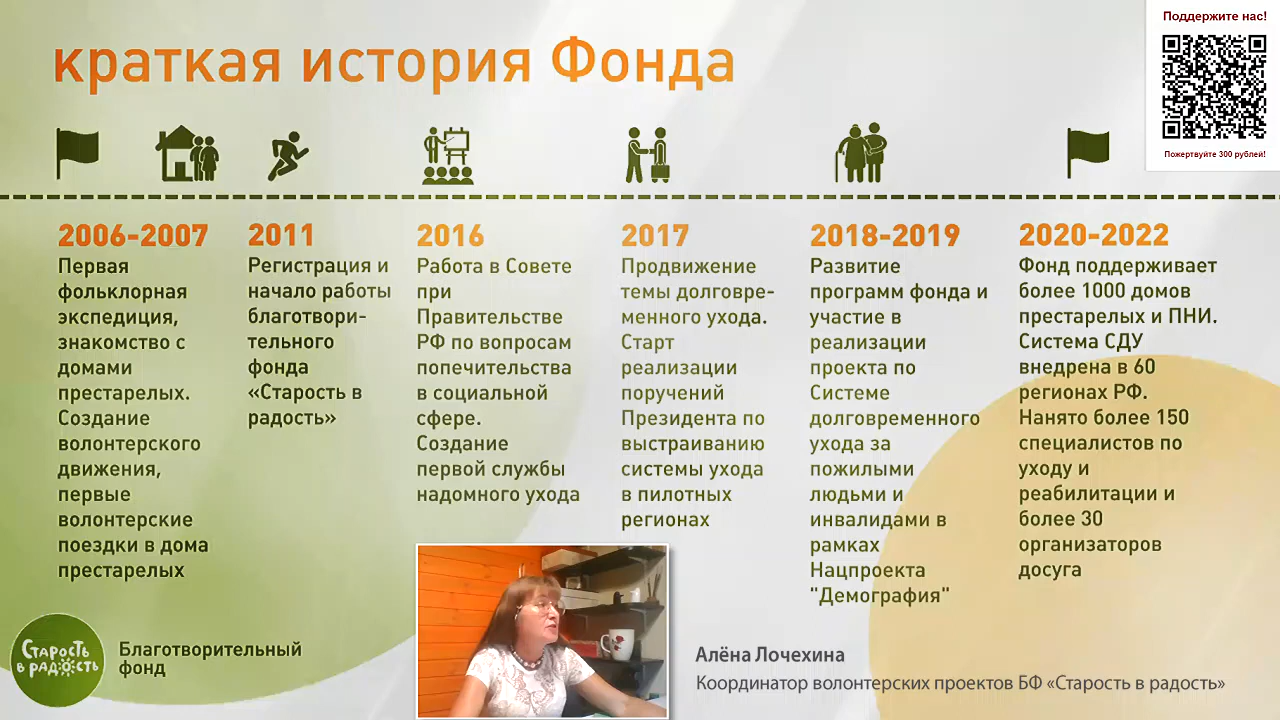 Поддержите нас!
Пожертвуйте 300 рублей!
краткая история Фонда
2006-2007
Первая
фольклорная
экспедиция,
знакомство с
домами
престарелых.
Создание
волонтерского
движения,
первые
волонтерские
поездки в дома
престарелых
2011
Регистрация и
начало работы
благотвори-
тельного
фонда
«Старость в
радость»
2016
Работа в Совете
при
Правительстве
РФ по вопросам
попечительства
в социальной
сфере.
Создание
первой службы
надомного ухода
2017
Продвижение
темы долговре-
менного ухода.
Старт
реализации
поручений
Президента по
выстраиванию
системы ухода
в пилотных
регионах
2018-2019
Развитие
программ фонда и
участие в
реализации
проекта по
Системе
долговременного
ухода за
пожилыми
людьми и
инвалидами в
рамках
Нацпроекта
"Демография"
2020-2022
Фонд поддерживает
более 1000 домов
престарелых и ПНИ.
Система СДУ
внедрена в 60
регионах РФ.
Нанято более 150
специалистов по
уходу и
реабилитации и
более 30
организаторов
досуга
Старость
в радость
Благотворительный
фонд
Алёна Лочехина
Координатор волонтерских проектов БФ «Старость в радость»